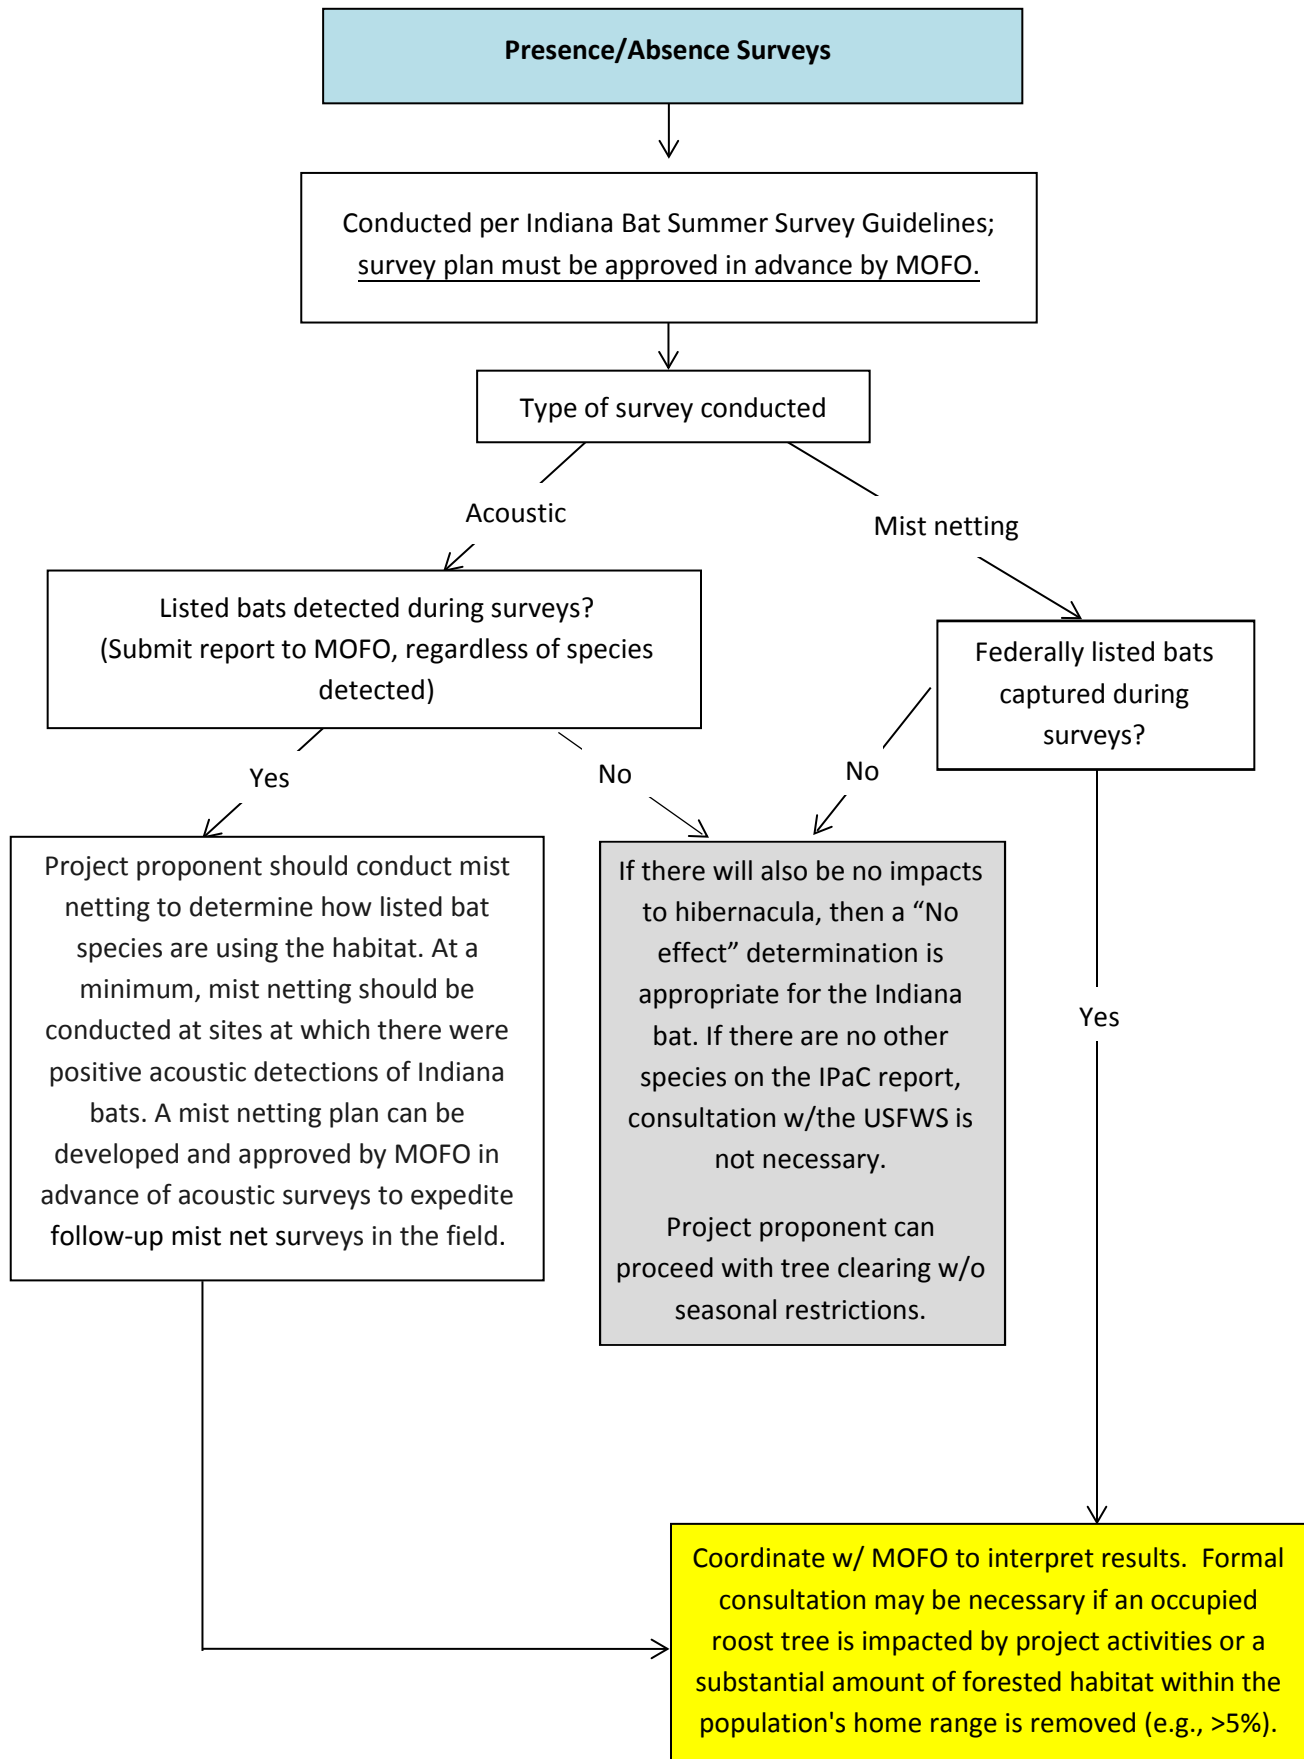 Presence/Absence Surveys
Conducted per Indiana Bat Summer Survey Guidelines;
survey plan must be approved in advance by MOFO.
Type of survey conducted
Acoustic
Mist netting
Listed bats detected during surveys?
(Submit report to MOFO, regardless of species
detected)
Federally listed bats
captured during
surveys?
Yes
No
No
Project proponent should conduct mist
netting to determine how listed bat
species are using the habitat. At a
minimum, mist netting should be
conducted at sites at which there were
positive acoustic detections of Indiana
bats. A mist netting plan can be
developed and approved by MOFO in
advance of acoustic surveys to expedite
follow-up mist net surveys in the field.
If there will also be no impacts
to hibernacula, then a “No
effect” determination is
appropriate for the Indiana
bat. If there are no other
species on the IPaC report,
consultation w/the USFWS is
not necessary.
Project proponent can
proceed with tree clearing w/o
seasonal restrictions.
Yes
Coordinate w/ MOFO to interpret results.  Formal
consultation may be necessary if an occupied
roost tree is impacted by project activities or a
substantial amount of forested habitat within the
population's home range is removed (e.g., >5%).